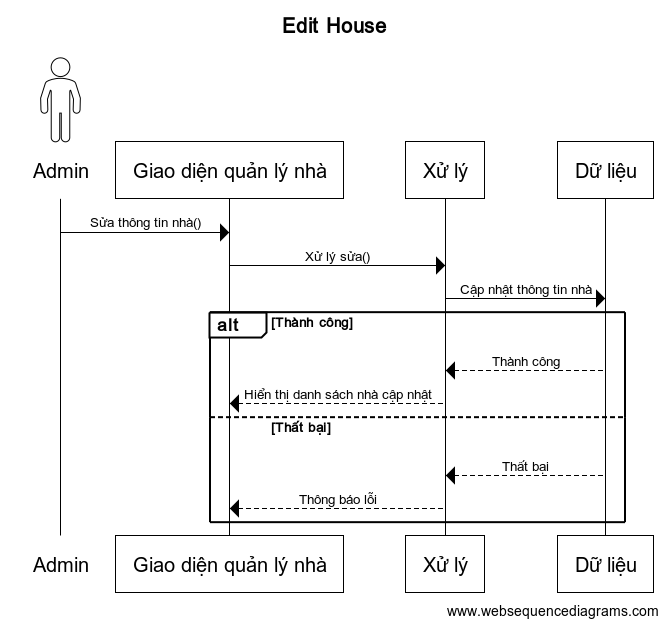 Edit House
Admin
Giao diện quản lý nhà
Xử lý
Dữ liệu
Sửa thông tin nhà()
Xử lý sửa()
Cập nhật thông tin nhà
alt
[Thành công]
Thành công
Hiển thị danh sách nhà cập nhật
[Thất bại]
Thất bại
Thông báo lỗi
Admin
Giao diện quản lý nhà
Xử lý
Dữ liệu
www.websequencediagrams.com